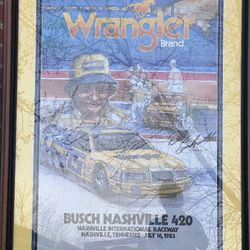 Wrangler
Brand
BUSCH NASHVILLE 420
NASHVILLE INTERNATIONAL RACEWAY
NASHVILLE, TENNESSEE - JULY 16, 1983